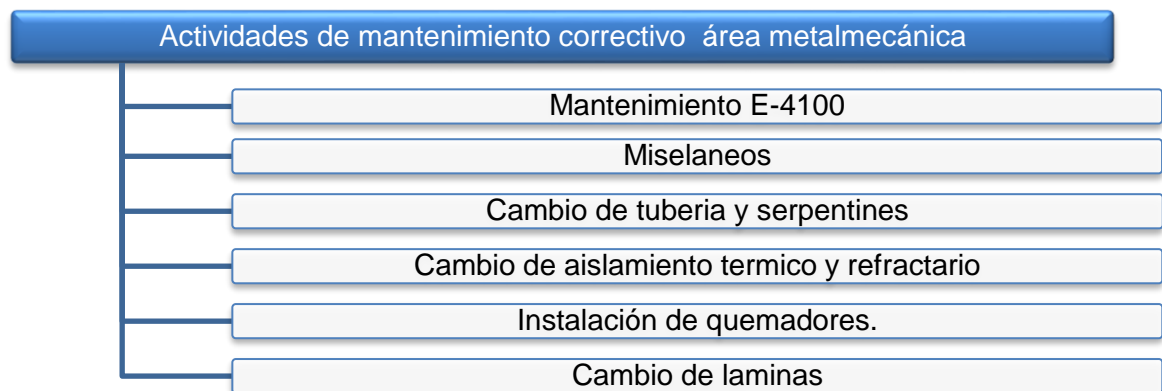 Actividades de mantenimiento correctivo  área metalmecánica
Mantenimiento E-4100
Miselaneos
Cambio de tuberia y serpentines
Cambio de aislamiento termico y refractario
Instalación de quemadores.
Cambio de laminas